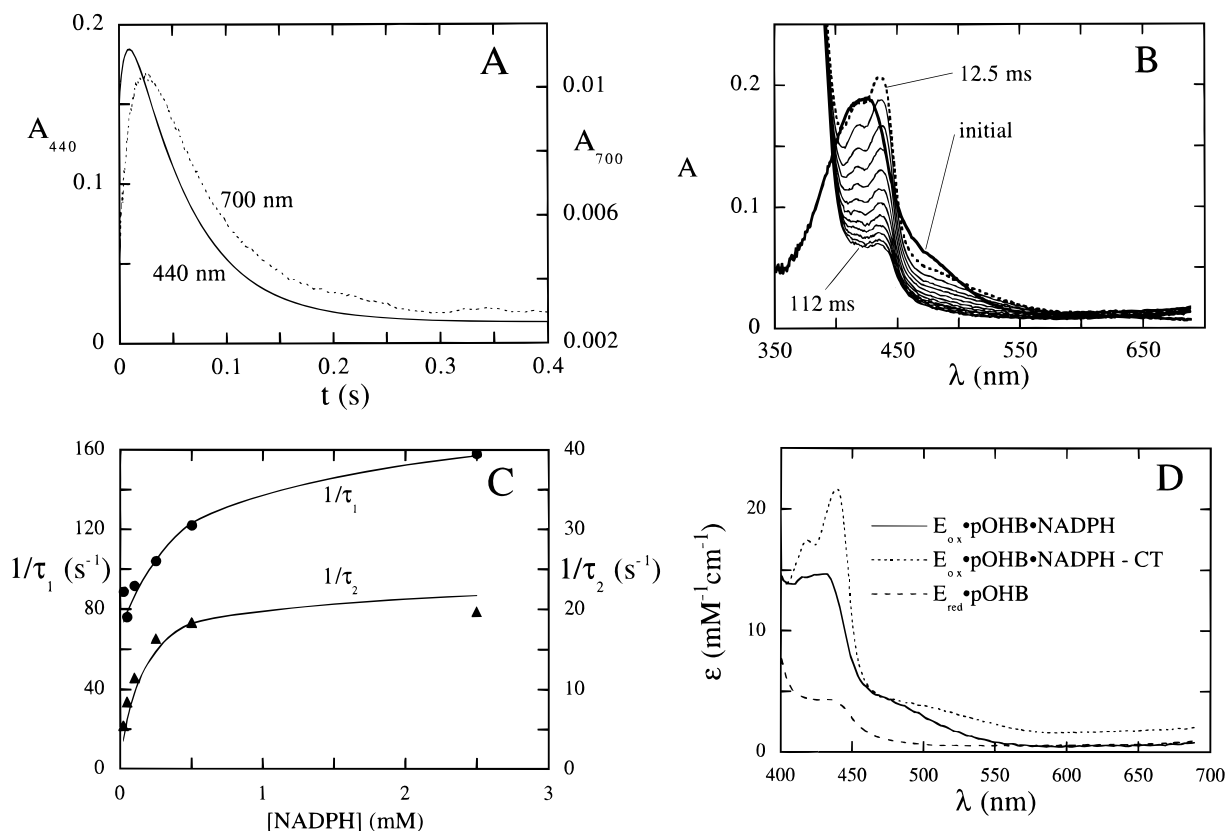 A
0.2
0.1
0
A₄₄₀
0.01
0.006
0.002
A₇₀₀
700 nm
440 nm
0 0.1 0.2 0.3 0.4
t (s)
B
0.2
0.1
0
A
12.5 ms
initial
112 ms
350 450 550 650
λ (nm)
C
160
120
80
40
0
1/τ₁ (s⁻¹)
40
30
20
10
0
1/τ₂ (s⁻¹)
1/τ₁
1/τ₂
0 1 2 3
[NADPH] (mM)
D
20
10
0
ε (mM⁻¹cm⁻¹)
Eₒₓ•pOHB•NADPH
Eₒₓ•pOHB•NADPH - CT
E_red•pOHB
400 450 500 550 600 650 700
λ (nm)